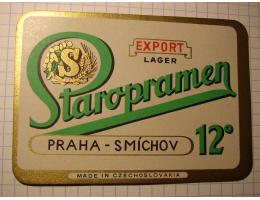 EXPORT
LAGER
S
Staropramen
PRAHA - SMÍCHOV 12°
MADE IN CZECHOSLOVAKIA